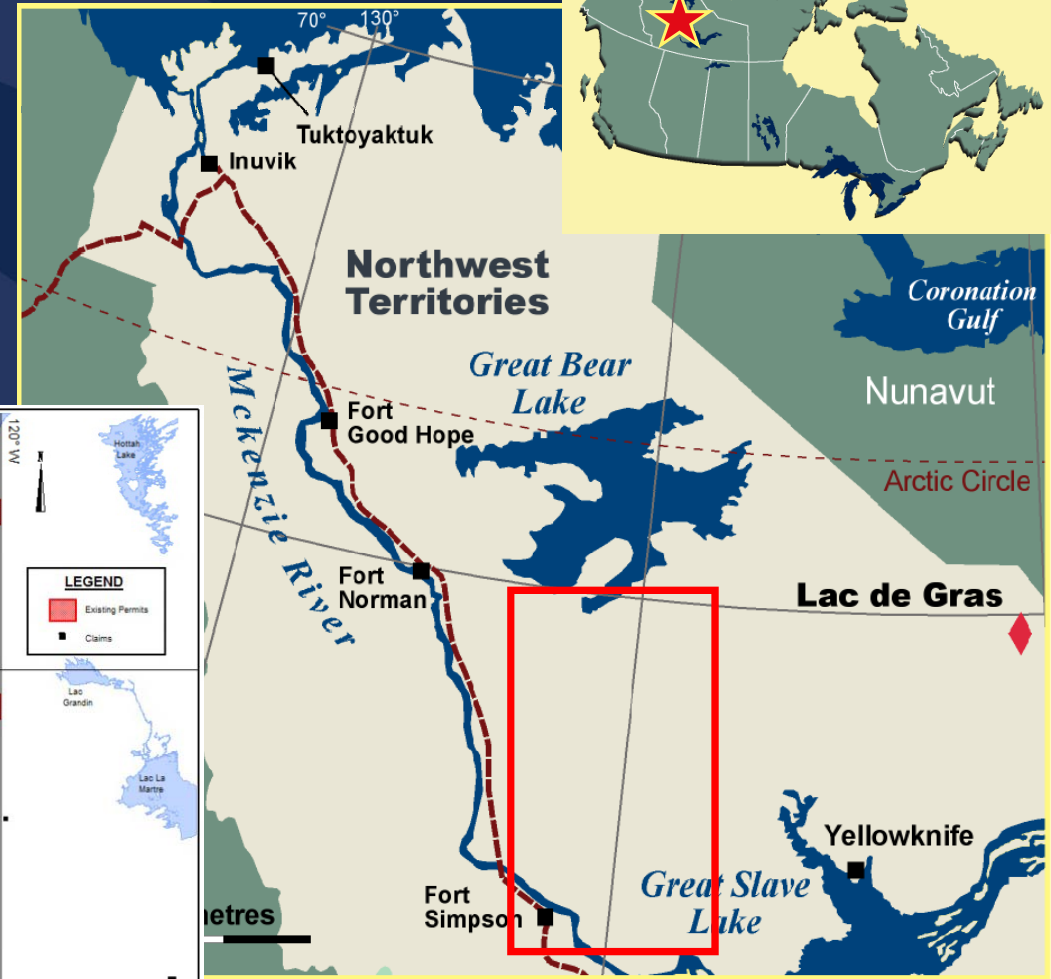 70°
130°
Tuktoyaktuk
Inuvik
Northwest
Territories
Coronation
Gulf
Great Bear
Lake
Nunavut
Mckenzie River
Fort
Good Hope
Arctic Circle
120° W
N
Hottah
Lake
LEGEND
Existing Permits
Claims
Fort
Norman
Lac de Gras
Lac
Grandin
Lac La
Martre
Yellowknife
Great Slave
Lake
Fort
Simpson